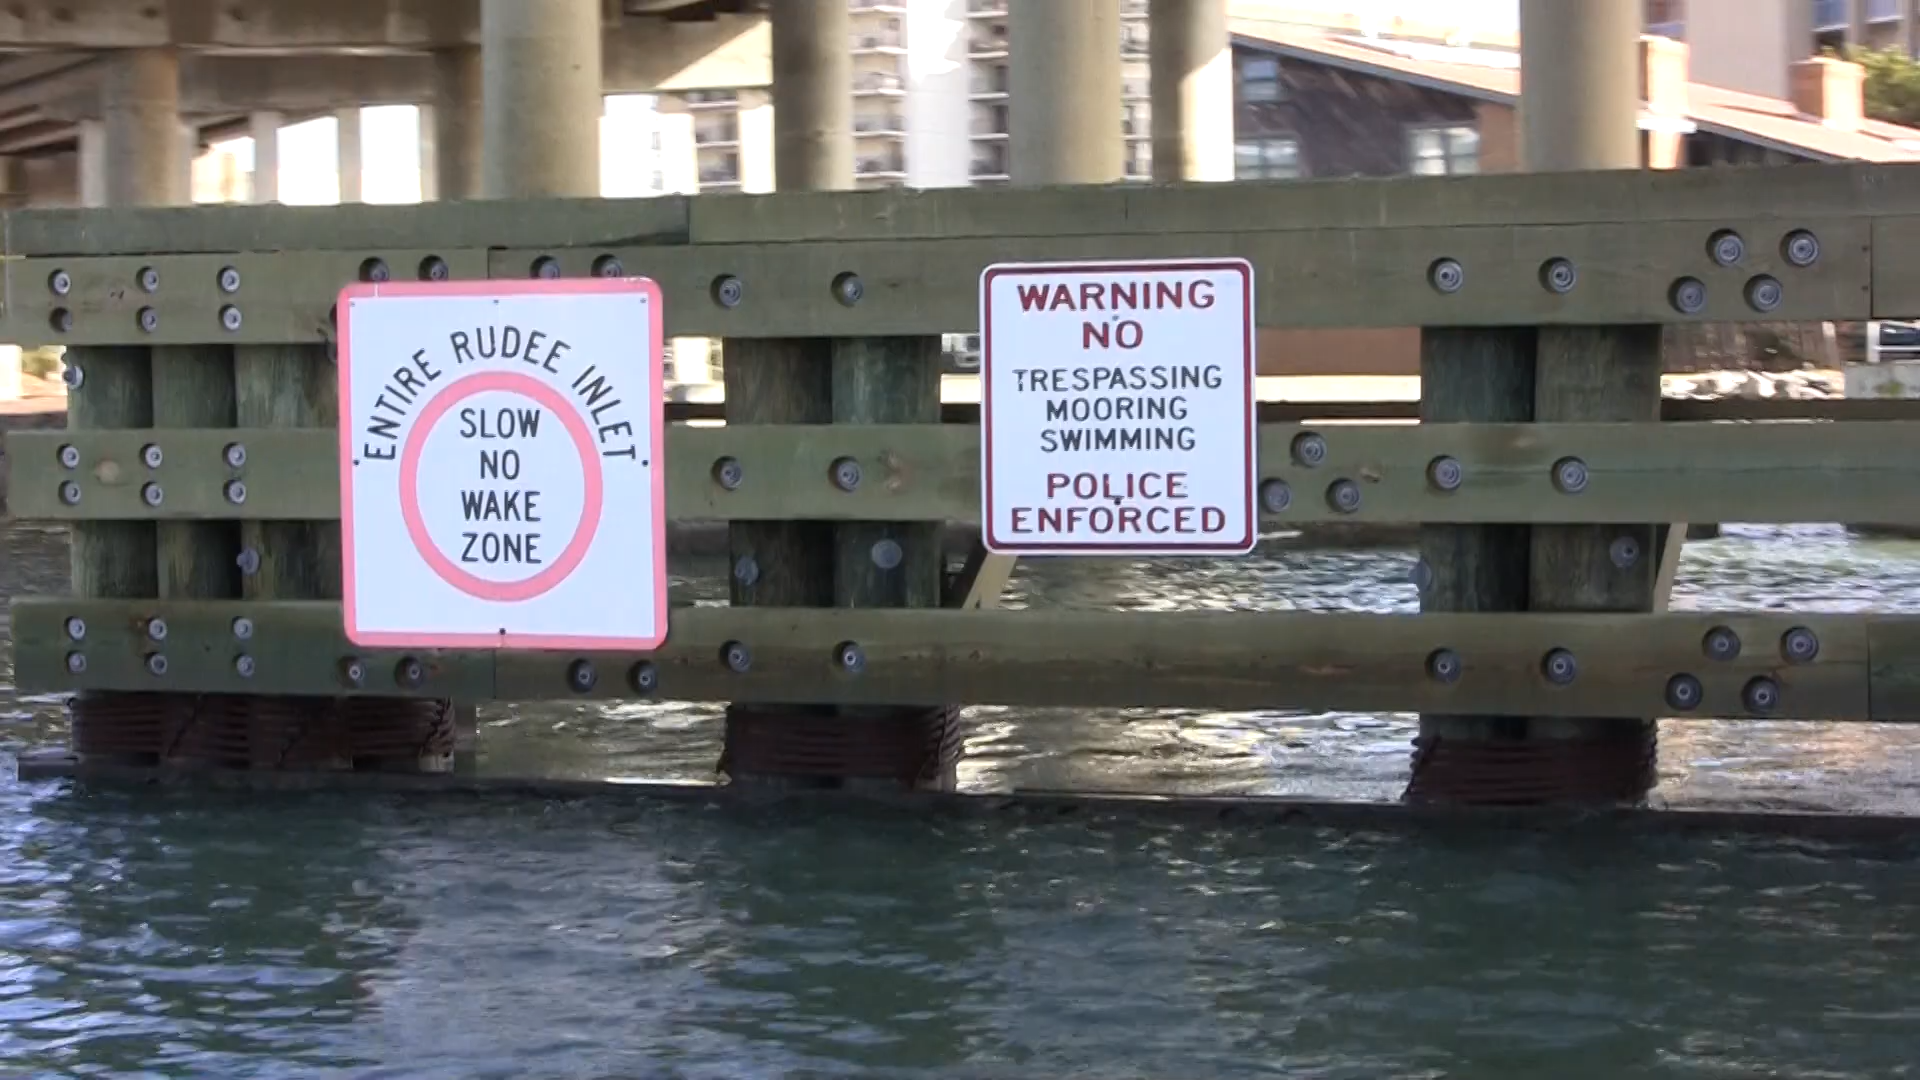 ENTIRE RUDEE INLET
SLOW
NO
WAKE
ZONE
WARNING
NO
TRESPASSING
MOORING
SWIMMING
POLICE
ENFORCED